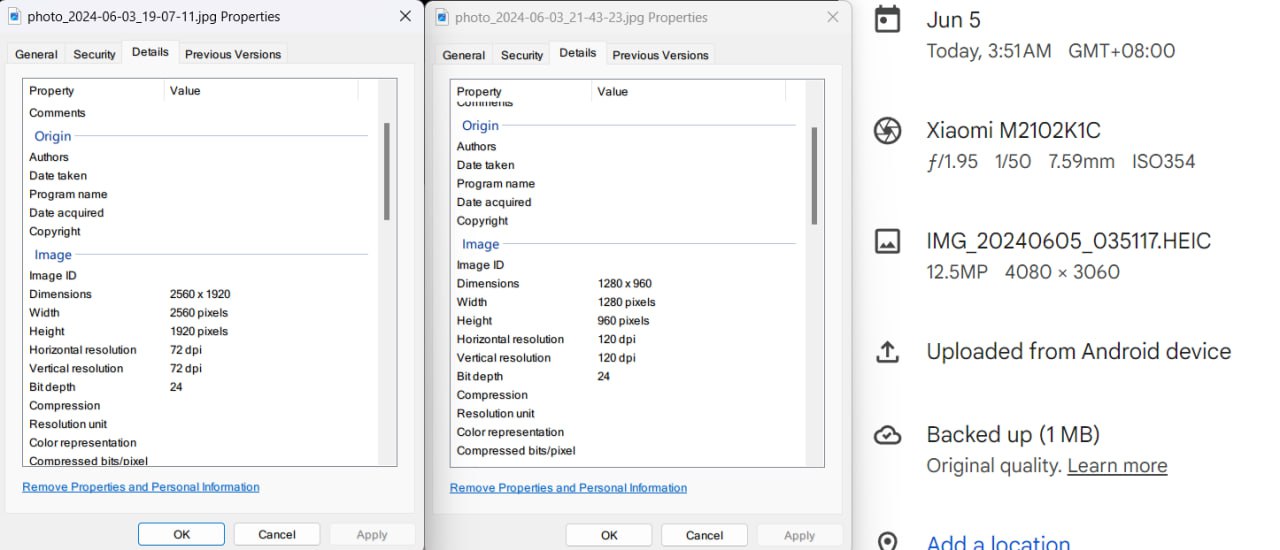 photo_2024-06-03_19-07-11.jpg Properties
General Security Details Previous Versions
Property Value
Comments
Origin
Authors
Date taken
Program name
Date acquired
Copyright
Image
Image ID
Dimensions 2560 x 1920
Width 2560 pixels
Height 1920 pixels
Horizontal resolution 72 dpi
Vertical resolution 72 dpi
Bit depth 24
Compression
Resolution unit
Color representation
Compressed bits/pixel
Remove Properties and Personal Information
OK Cancel Apply
photo_2024-06-03_21-43-23.jpg Properties
General Security Details Previous Versions
Property Value
Comments
Origin
Authors
Date taken
Program name
Date acquired
Copyright
Image
Image ID
Dimensions 1280 x 960
Width 1280 pixels
Height 960 pixels
Horizontal resolution 120 dpi
Vertical resolution 120 dpi
Bit depth 24
Compression
Resolution unit
Color representation
Compressed bits/pixel
Remove Properties and Personal Information
OK Cancel Apply
Jun 5
Today, 3:51AM GMT+08:00
Xiaomi M2102K1C
ƒ/1.95 1/50 7.59mm ISO354
IMG_20240605_035117.HEIC
12.5MP 4080 × 3060
Uploaded from Android device
Backed up (1 MB)
Original quality. Learn more
Add a location